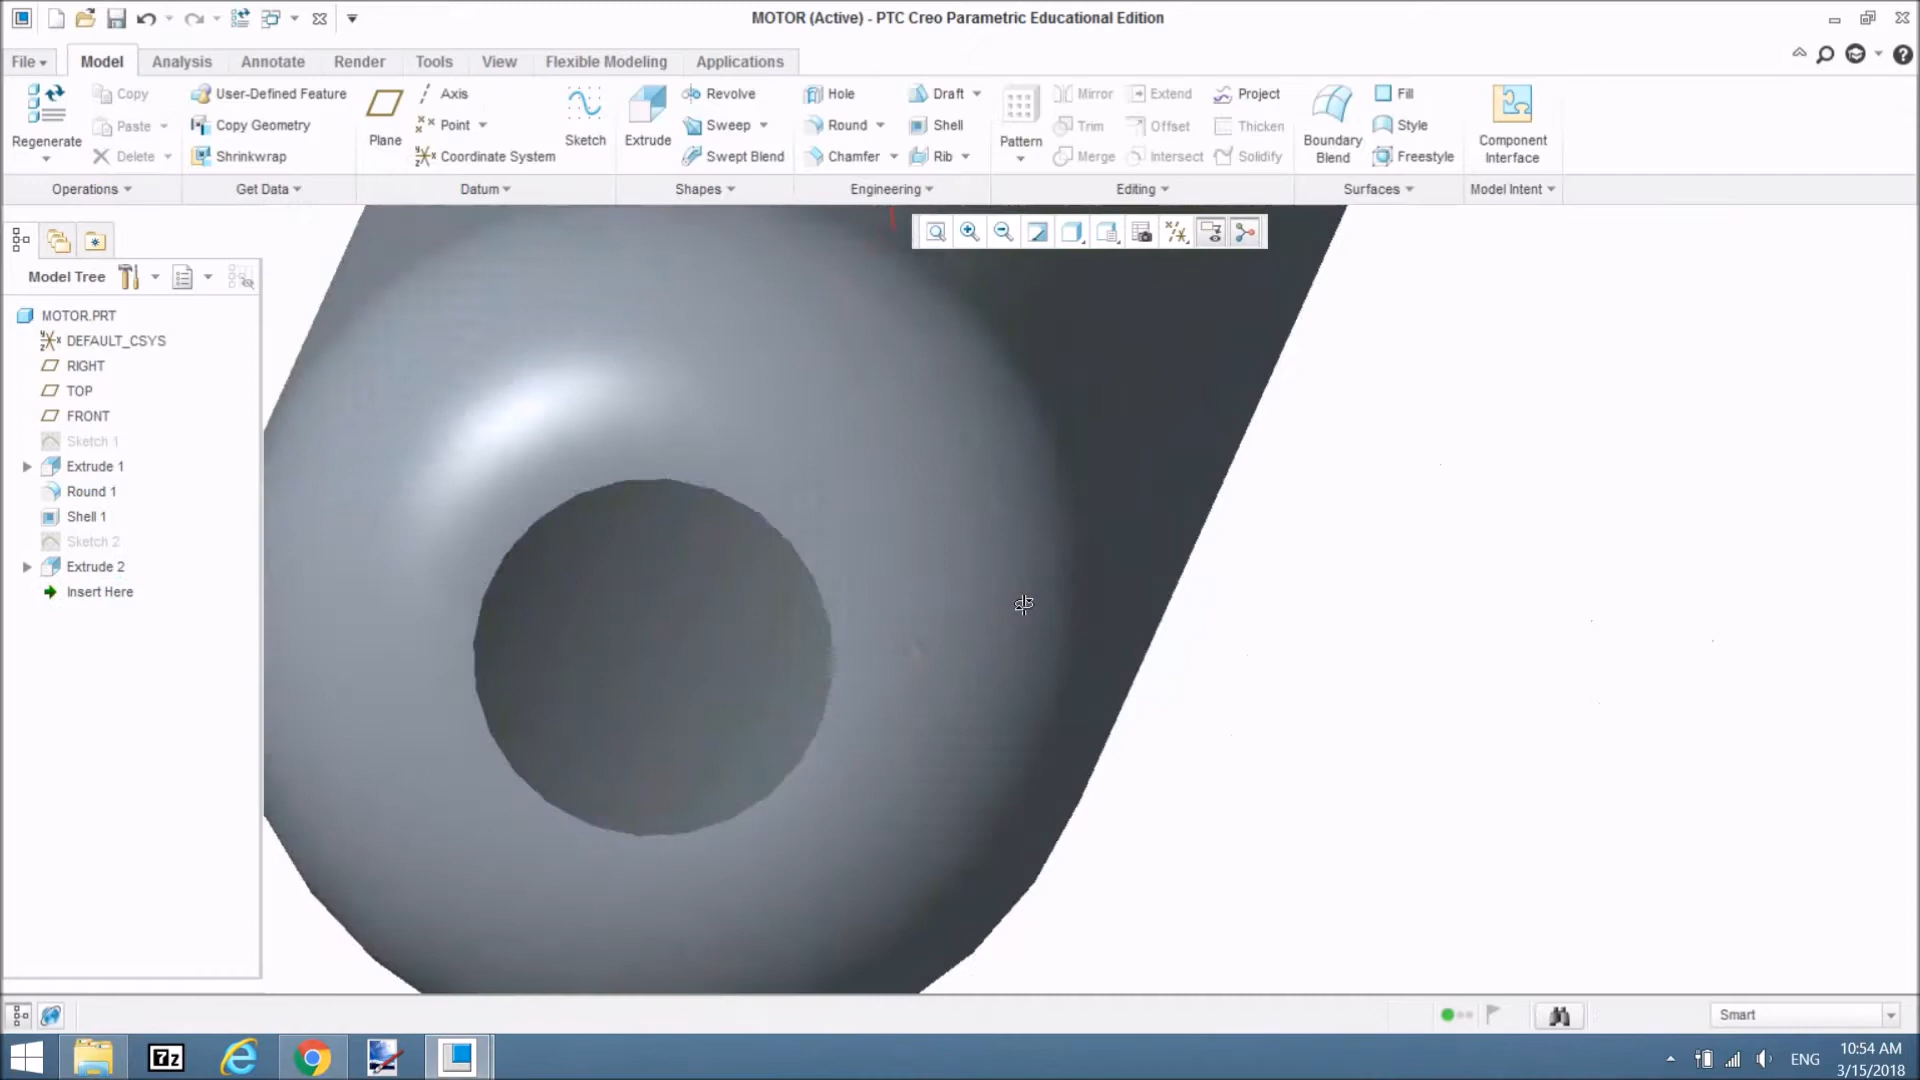 MOTOR (Active) - PTC Creo Parametric Educational Edition
File Model Analysis Annotate Render Tools View Flexible Modeling Applications
Regenerate Copy Paste Delete User-Defined Feature Copy Geometry Shrinkwrap Plane Axis Point Coordinate System Sketch Extrude Revolve Sweep Swept Blend Hole Round Chamfer Draft Shell Rib Pattern Mirror Trim Merge Extend Offset Intersect Project Thicken Solidify Boundary Blend Fill Style Freestyle Component Interface
Operations Get Data Datum Shapes Engineering Editing Surfaces Model Intent
Model Tree
MOTOR.PRT
DEFAULT_CSYS
RIGHT
TOP
FRONT
Sketch 1
Extrude 1
Round 1
Shell 1
Sketch 2
Extrude 2
Insert Here
Smart
7z
ENG
10:54 AM
3/15/2018